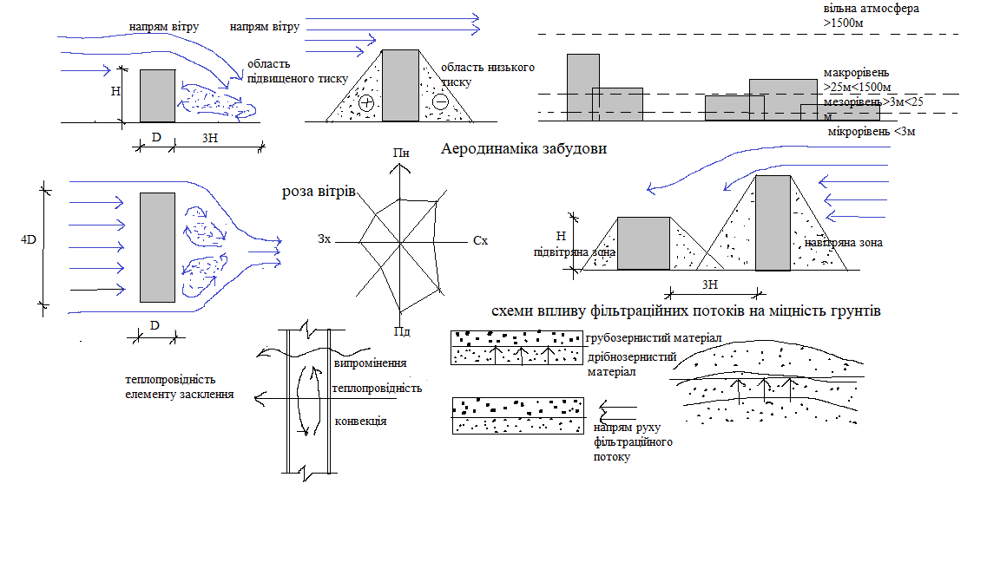 напрям вітру
напрям вітру
вільна атмосфера
>1500м
область
підвищеного тиску
область низького
тиску
H
макрорівень
>25м<1500м
мезорівень>3м<25
м
мікрорівень <3м
D
3H
Аеродинаміка забудови
Пн
роза вітрів
4D
Зх
Сх
H
підвітряна зона
навітряна зона
3H
D
Пд
схеми впливу фільтраційних потоків на міцність грунтів
грубозернистий матеріал
дрібнозернистий
матеріал
випромінення
теплопровідність
елементу засклення
теплопровідність
конвекція
напрям руху
фільтраційного
потоку